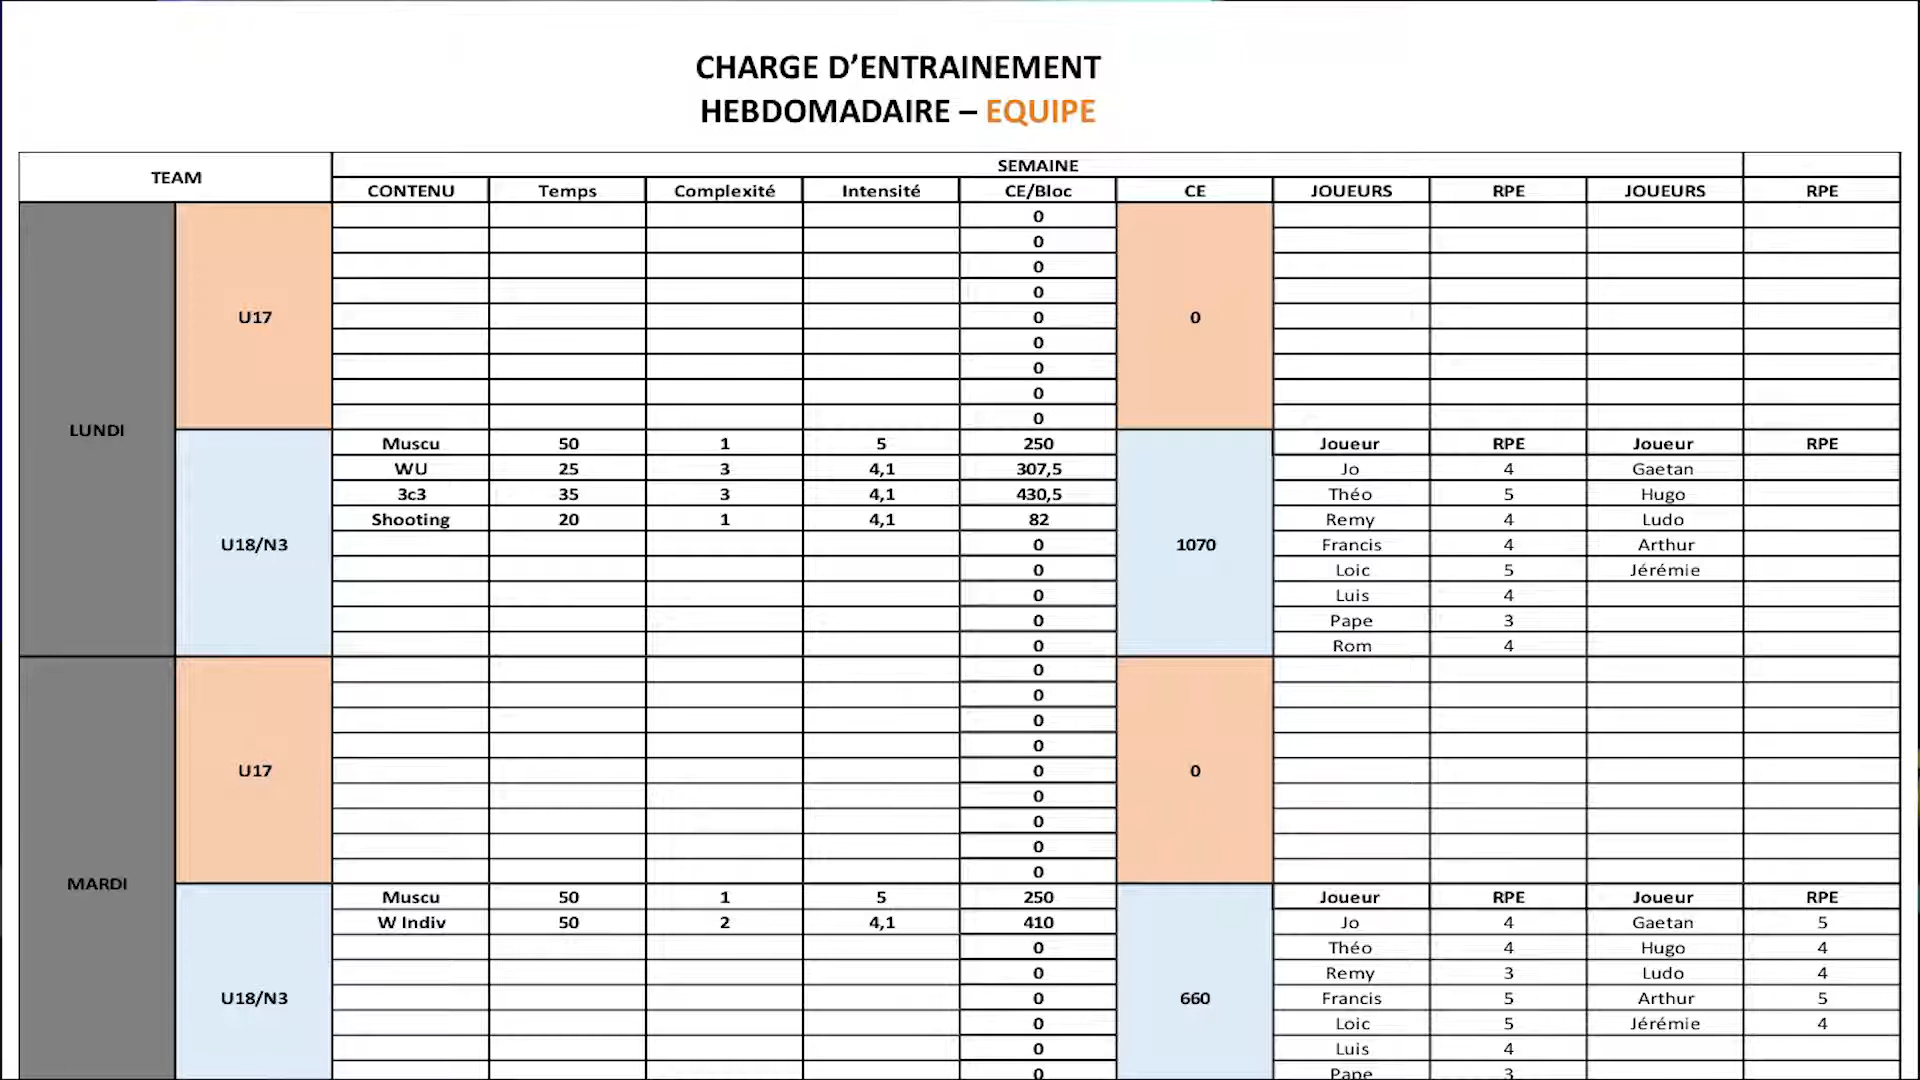 CHARGE D’ENTRAINEMENT
HEBDOMADAIRE – EQUIPE
TEAM
SEMAINE
CONTENU Temps Complexité Intensité CE/Bloc CE JOUEURS RPE JOUEURS RPE
LUNDI
U17
0
0
0
0
0 0
0
0
0
0
U18/N3
Muscu 50 1 5 250 Joueur RPE Joueur RPE
WU 25 3 4,1 307,5 Jo 4 Gaetan
3c3 35 3 4,1 430,5 Théo 5 Hugo
Shooting 20 1 4,1 82 Remy 4 Ludo
0 1070 Francis 4 Arthur
0 Loic 5 Jérémie
0 Luis 4
0 Pape 3
0 Rom 4
MARDI
U17
0
0
0
0
0 0
0
0
0
0
U18/N3
Muscu 50 1 5 250 Joueur RPE Joueur RPE
W Indiv 50 2 4,1 410 Jo 4 Gaetan 5
0 Théo 4 Hugo 4
0 Remy 3 Ludo 4
0 660 Francis 5 Arthur 5
0 Loic 5 Jérémie 4
0 Luis 4
0 Pape 3